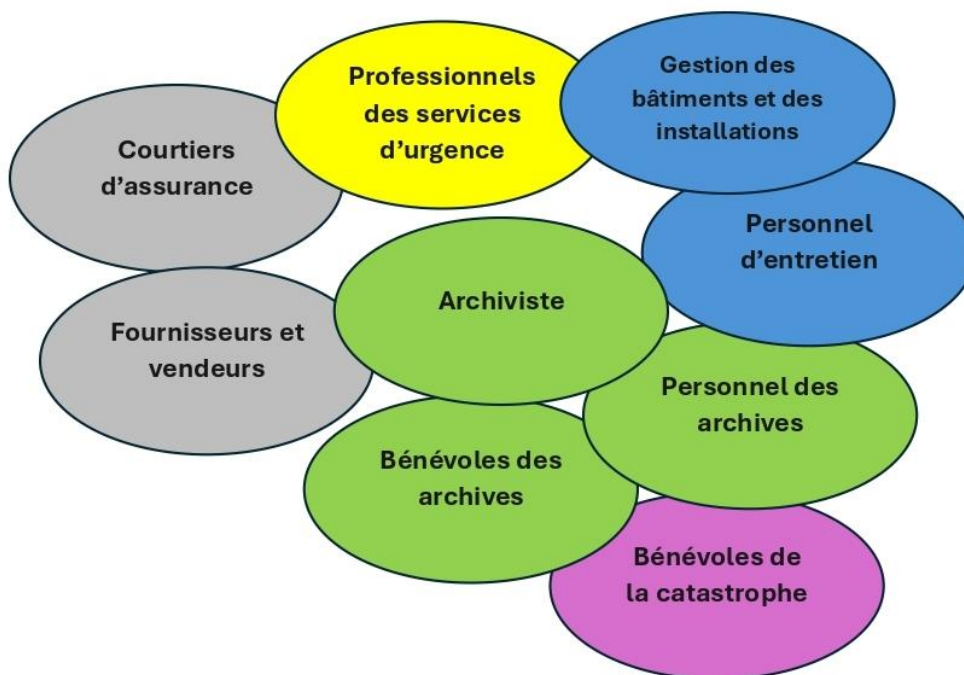 Professionnels
des services
d’urgence
Gestion des
bâtiments et des
installations
Courtiers
d’assurance
Personnel
d’entretien
Archiviste
Fournisseurs et
vendeurs
Personnel des
archives
Bénévoles des
archives
Bénévoles de
la catastrophe